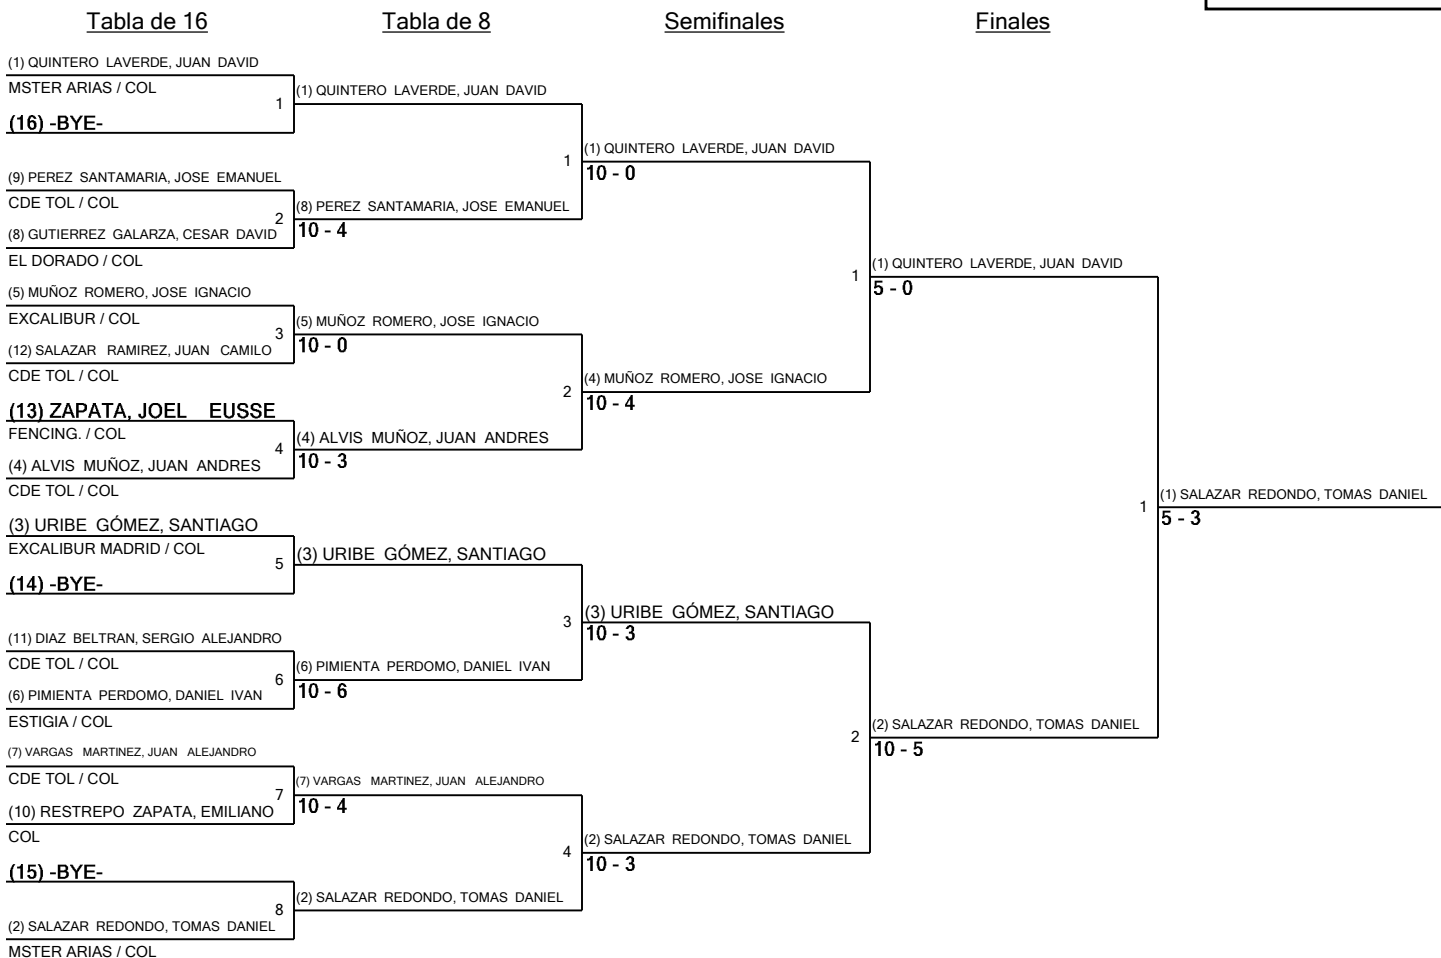 Tabla de 16
Tabla de 8
Semifinales
Finales
(1) QUINTERO LAVERDE, JUAN DAVID
MSTER ARIAS / COL
1
(16) -BYE-
(9) PEREZ SANTAMARIA, JOSE EMANUEL
CDE TOL / COL
2
(8) GUTIERREZ GALARZA, CESAR DAVID
EL DORADO / COL
(5) MUÑOZ ROMERO, JOSE IGNACIO
EXCALIBUR / COL
3
(12) SALAZAR RAMIREZ, JUAN CAMILO
CDE TOL / COL
(13) ZAPATA, JOEL EUSSE
FENCING. / COL
4
(4) ALVIS MUÑOZ, JUAN ANDRES
CDE TOL / COL
(3) URIBE GÓMEZ, SANTIAGO
EXCALIBUR MADRID / COL
5
(14) -BYE-
(11) DIAZ BELTRAN, SERGIO ALEJANDRO
CDE TOL / COL
6
(6) PIMIENTA PERDOMO, DANIEL IVAN
ESTIGIA / COL
(7) VARGAS MARTINEZ, JUAN ALEJANDRO
CDE TOL / COL
7
(10) RESTREPO ZAPATA, EMILIANO
COL
(15) -BYE-
8
(2) SALAZAR REDONDO, TOMAS DANIEL
MSTER ARIAS / COL
(1) QUINTERO LAVERDE, JUAN DAVID
1
(8) PEREZ SANTAMARIA, JOSE EMANUEL
10 - 4
(5) MUÑOZ ROMERO, JOSE IGNACIO
10 - 0
2
(4) ALVIS MUÑOZ, JUAN ANDRES
10 - 3
(3) URIBE GÓMEZ, SANTIAGO
3
(6) PIMIENTA PERDOMO, DANIEL IVAN
10 - 6
(7) VARGAS MARTINEZ, JUAN ALEJANDRO
10 - 4
4
(2) SALAZAR REDONDO, TOMAS DANIEL
(1) QUINTERO LAVERDE, JUAN DAVID
10 - 0
1
(4) MUÑOZ ROMERO, JOSE IGNACIO
10 - 4
(3) URIBE GÓMEZ, SANTIAGO
10 - 3
2
(2) SALAZAR REDONDO, TOMAS DANIEL
10 - 3
(1) QUINTERO LAVERDE, JUAN DAVID
5 - 0
1
(2) SALAZAR REDONDO, TOMAS DANIEL
10 - 5
(1) SALAZAR REDONDO, TOMAS DANIEL
5 - 3